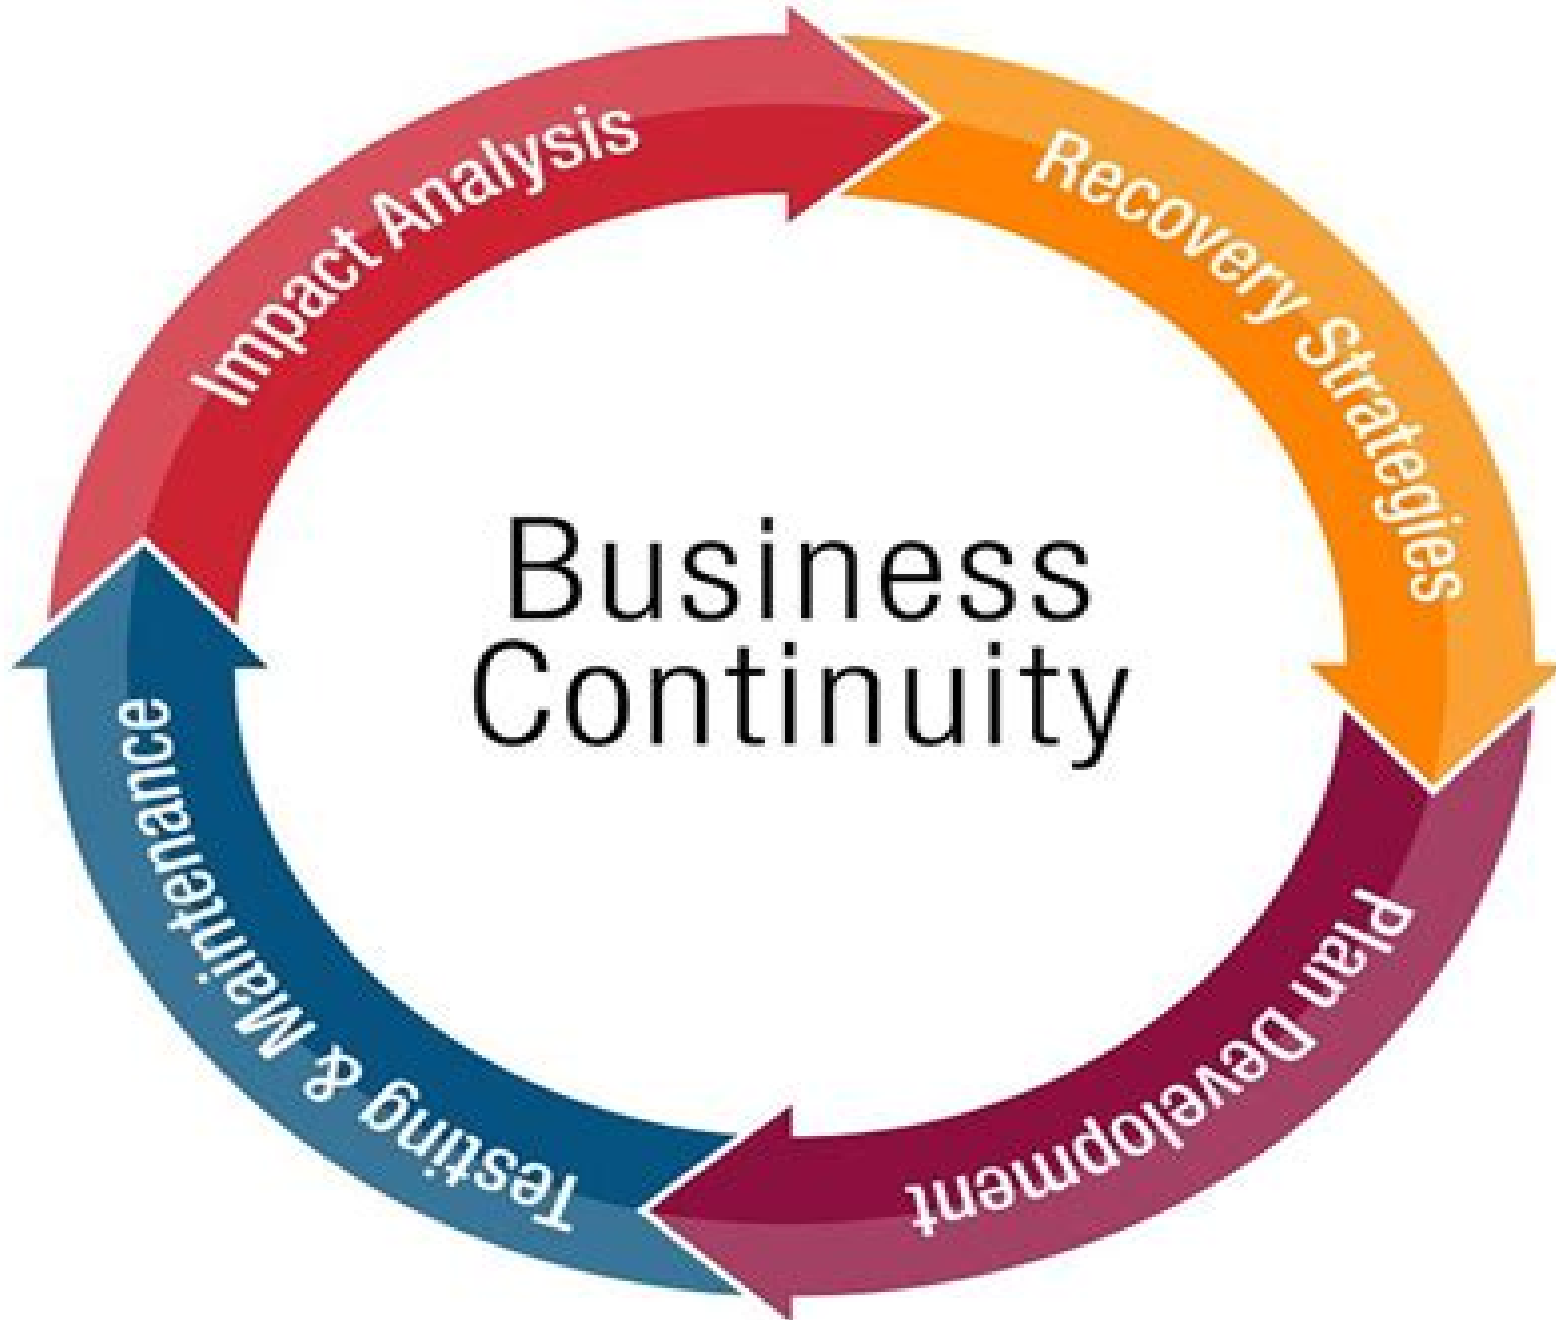 Impact Analysis
Recovery Strategies
Business
Continuity
Plan Development
Testing & Maintenance